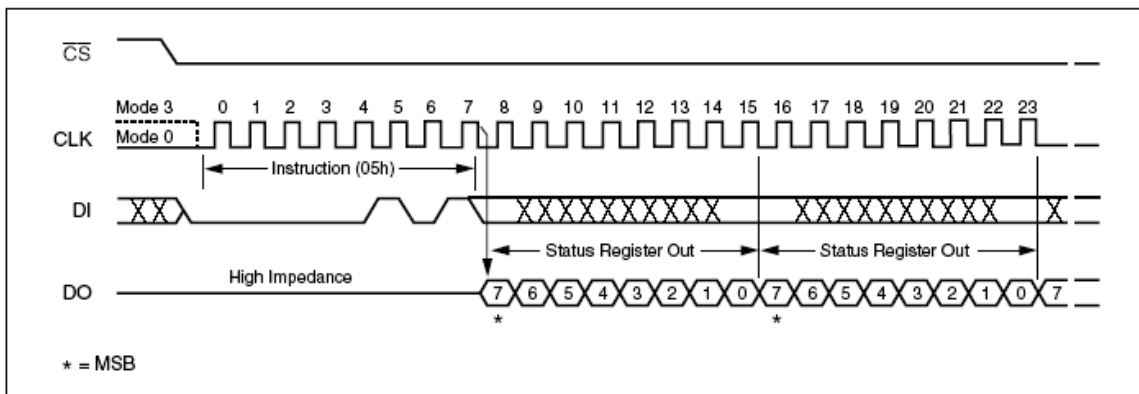 CS
Mode 3
0 1 2 3 4 5 6 7 8 9 10 11 12 13 14 15 16 17 18 19 20 21 22 23
CLK
Mode 0
Instruction (05h)
DI
Status Register Out Status Register Out
High Impedance
DO
7 6 5 4 3 2 1 0 7 6 5 4 3 2 1 0 7
* *
* = MSB